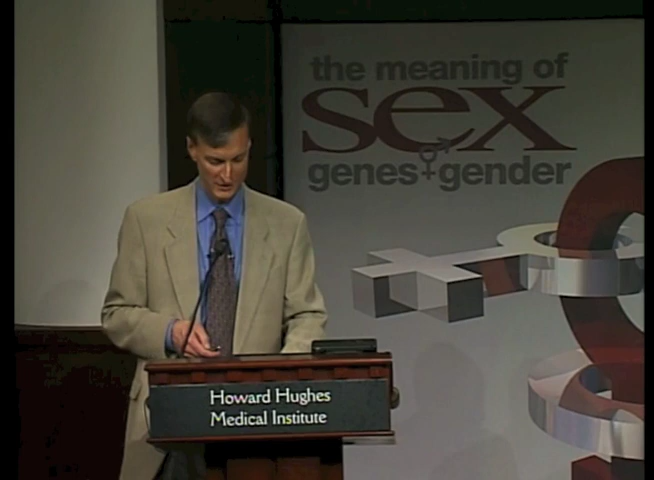 the meaning of
sex
genes+gender
Howard Hughes
Medical Institute